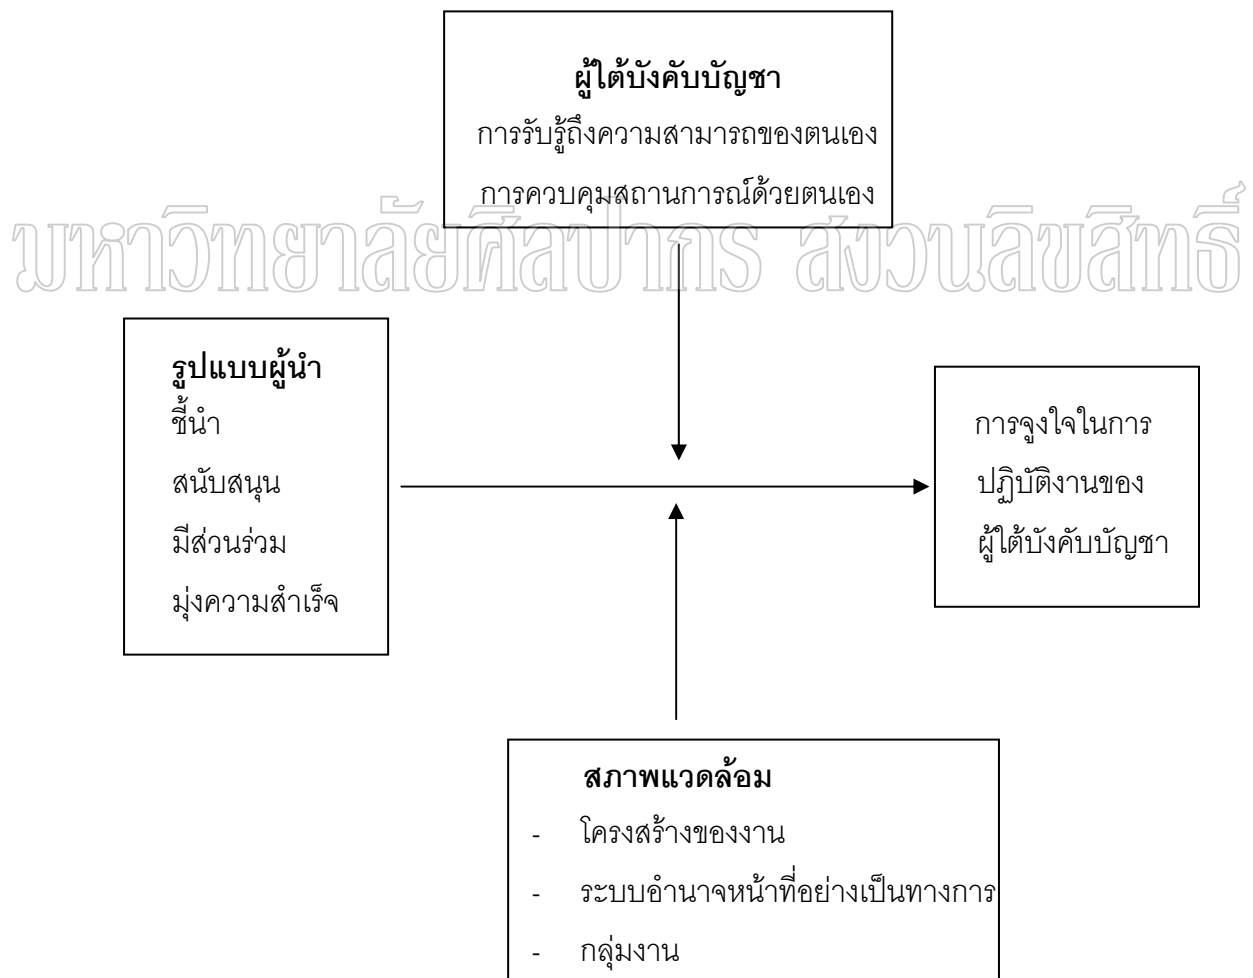 ผู้ใต้บังคับบัญชา
การรับรู้ถึงความสามารถของตนเอง
การควบคุมสถานการณ์ด้วยตนเอง
มหาวิทยาลัยศิลปากร สงวนลิขสิทธิ์
รูปแบบผู้นำ
ชี้นำ
สนับสนุน
มีส่วนร่วม
มุ่งความสำเร็จ
การจูงใจในการ
ปฏิบัติงานของ
ผู้ใต้บังคับบัญชา
สภาพแวดล้อม
- โครงสร้างของงาน
- ระบบอำนาจหน้าที่อย่างเป็นทางการ
- กลุ่มงาน